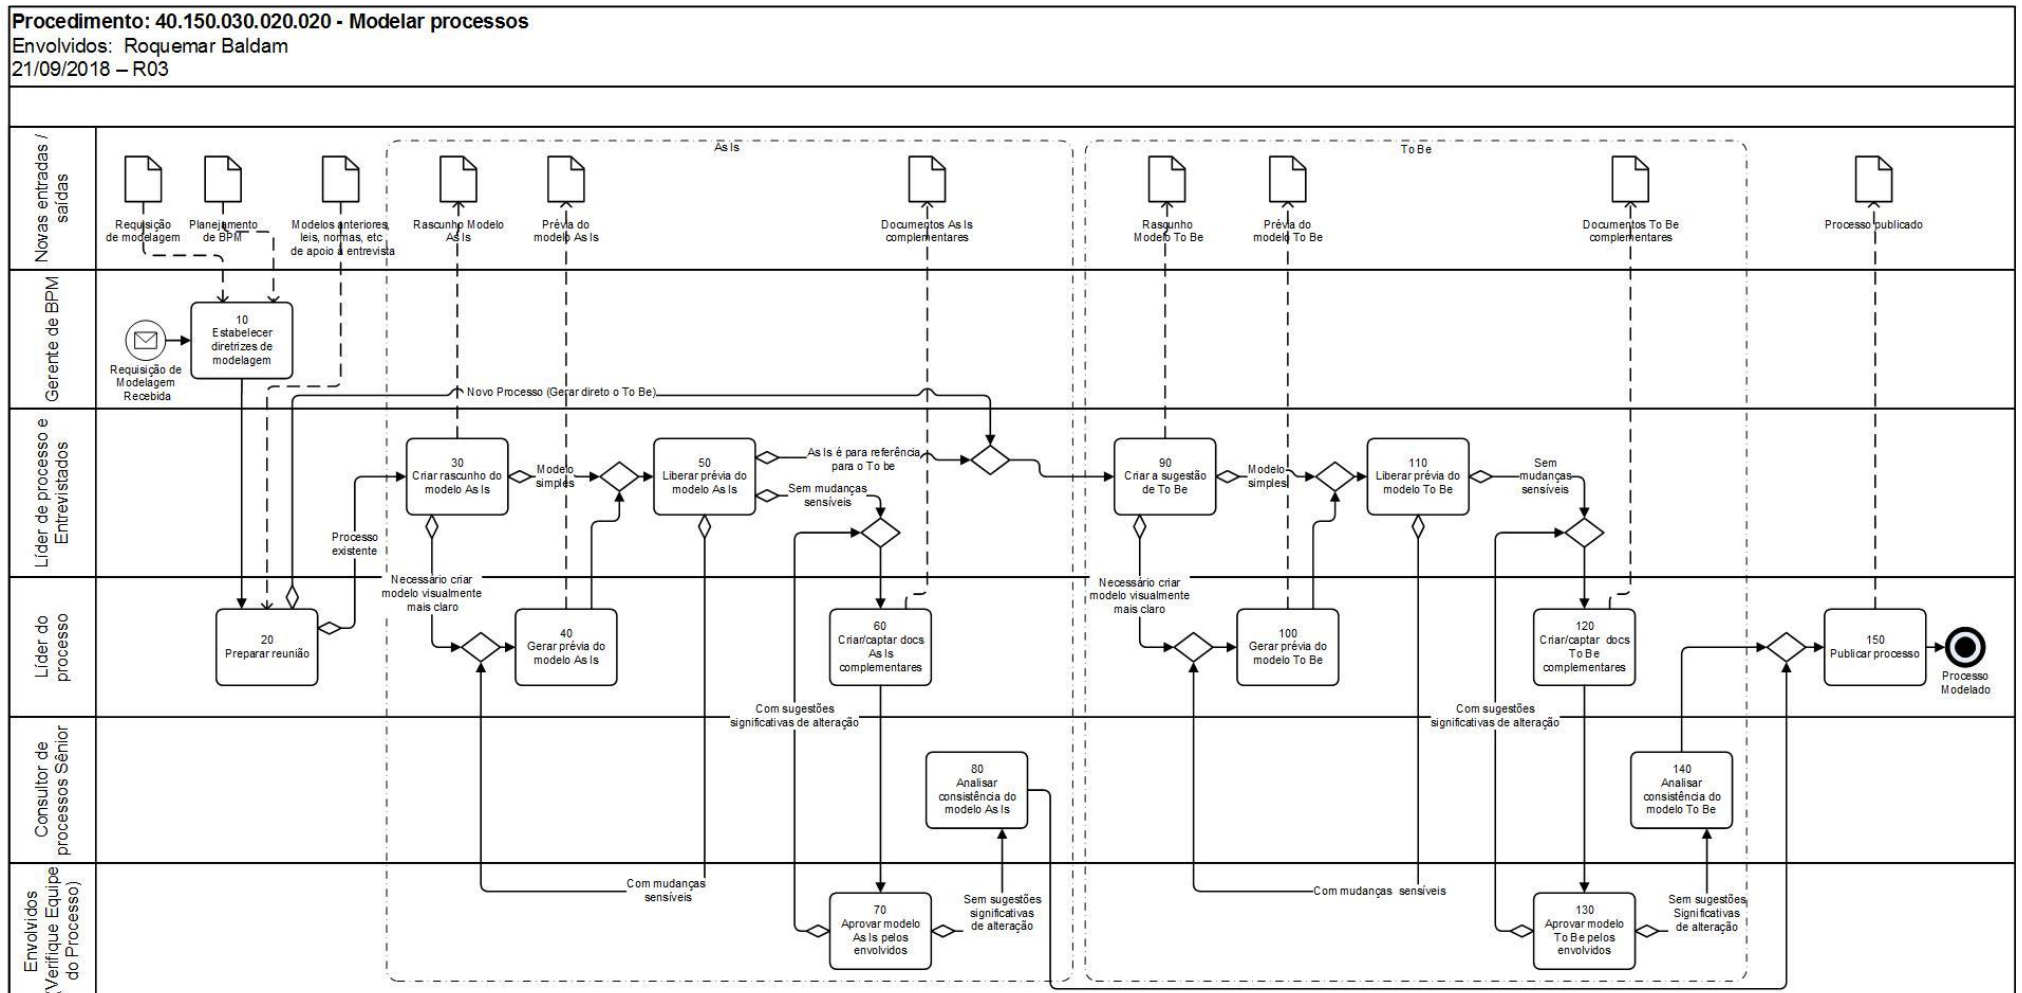 Procedimento: 40.150.030.020.020 - Modelar processos
Envolvidos: Roquemar Baldam
21/09/2018 – R03
Novas entradas /
saídas
Requisição
de modelagem
Planejamento
de BPM
Modelos anteriores,
leis, normas, etc
de apoio à entrevista
As Is
Rascunho Modelo
As Is
Prévia do
modelo As Is
Documentos As Is
complementares
To Be
Rascunho
Modelo To Be
Prévia do
modelo To Be
Documentos To Be
complementares
Processo publicado
Gerente de BPM
Requisição de
Modelagem
Recebida
10
Estabelecer
diretrizes de
modelagem
Novo Processo (Gerar direto o To Be)
Líder de processo e
Entrevistados
Processo
existente
30
Criar rascunho do
modelo As Is
Modelo
simples
50
Liberar prévia do
modelo As Is
As Is é para referência
para o To be
Sem mudanças
sensíveis
90
Criar a sugestão
de To Be
Modelo
simples
110
Liberar prévia do
modelo To Be
Sem
mudanças
sensíveis
Necessário criar
modelo visualmente
mais claro
Necessário criar
modelo visualmente
mais claro
Líder do
processo
20
Preparar reunião
40
Gerar prévia do
modelo As Is
60
Criar/captar docs
As Is
complementares
100
Gerar prévia do
modelo To Be
120
Criar/captar docs
To Be
complementares
150
Publicar processo
Processo
Modelado
Com sugestões
significativas de alteração
Com sugestões
significativas de alteração
Consultor de
processos Sênior
80
Analisar
consistência do
modelo As Is
140
Analisar
consistência do
modelo To Be
Envolvidos
(Verifique Equipe
do Processo)
Com mudanças
sensíveis
70
Aprovar modelo
As Is pelos
envolvidos
Sem sugestões
significativas
de alteração
Com mudanças sensíveis
130
Aprovar modelo
To Be pelos
envolvidos
Sem sugestões
Significativas
de alteração